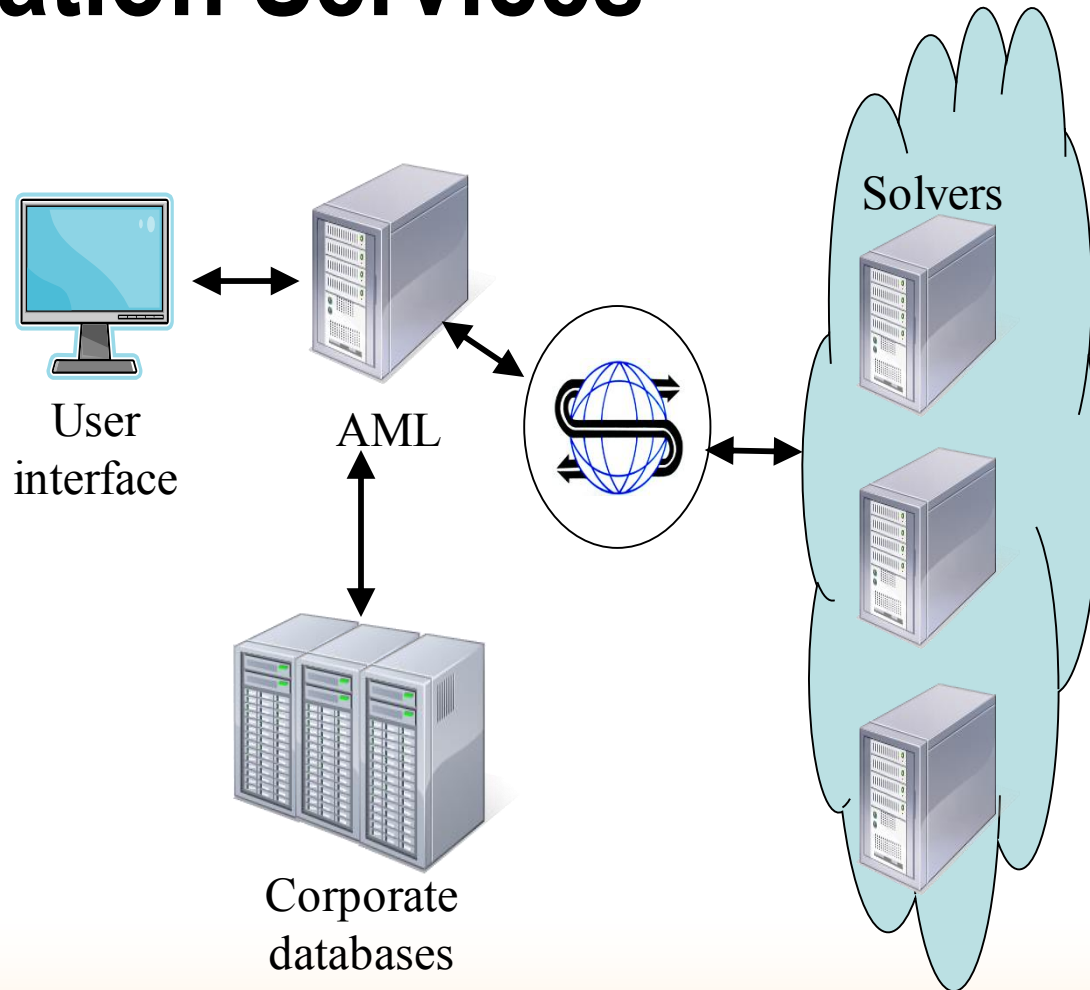 ation Services
Solvers
User
interface
AML
Corporate
databases